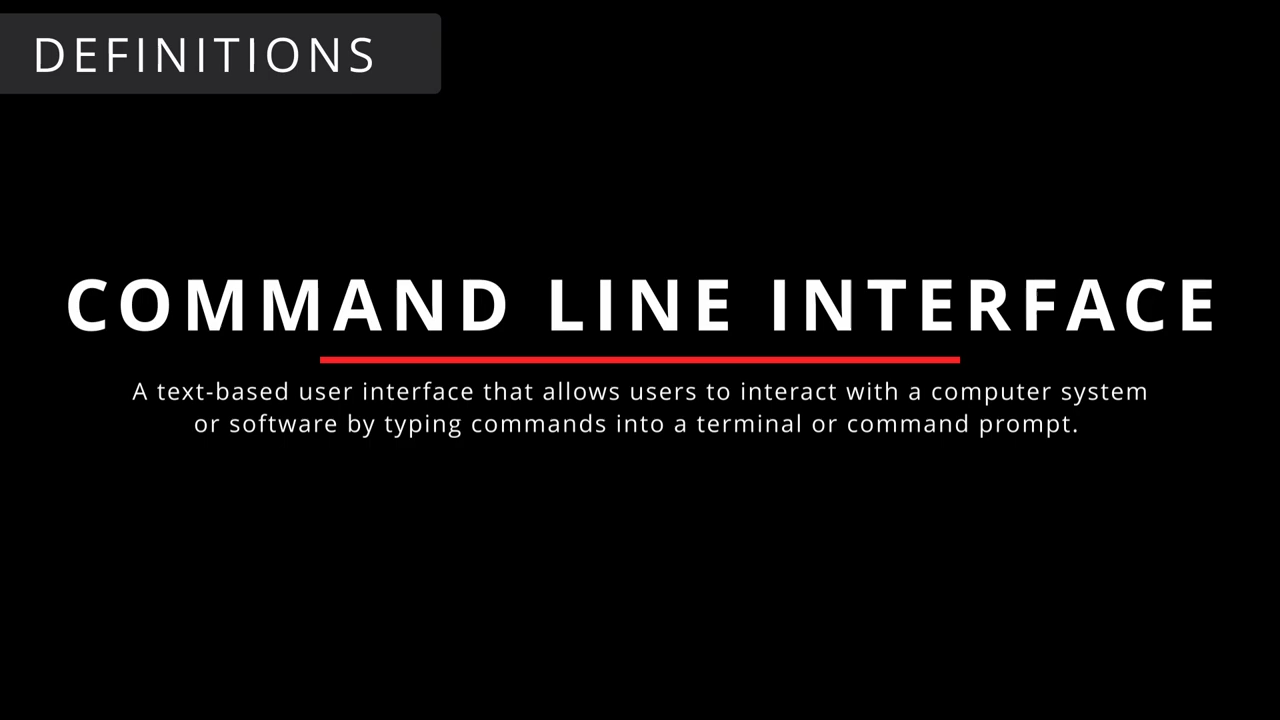 DEFINITIONS
COMMAND LINE INTERFACE
A text-based user interface that allows users to interact with a computer system
or software by typing commands into a terminal or command prompt.